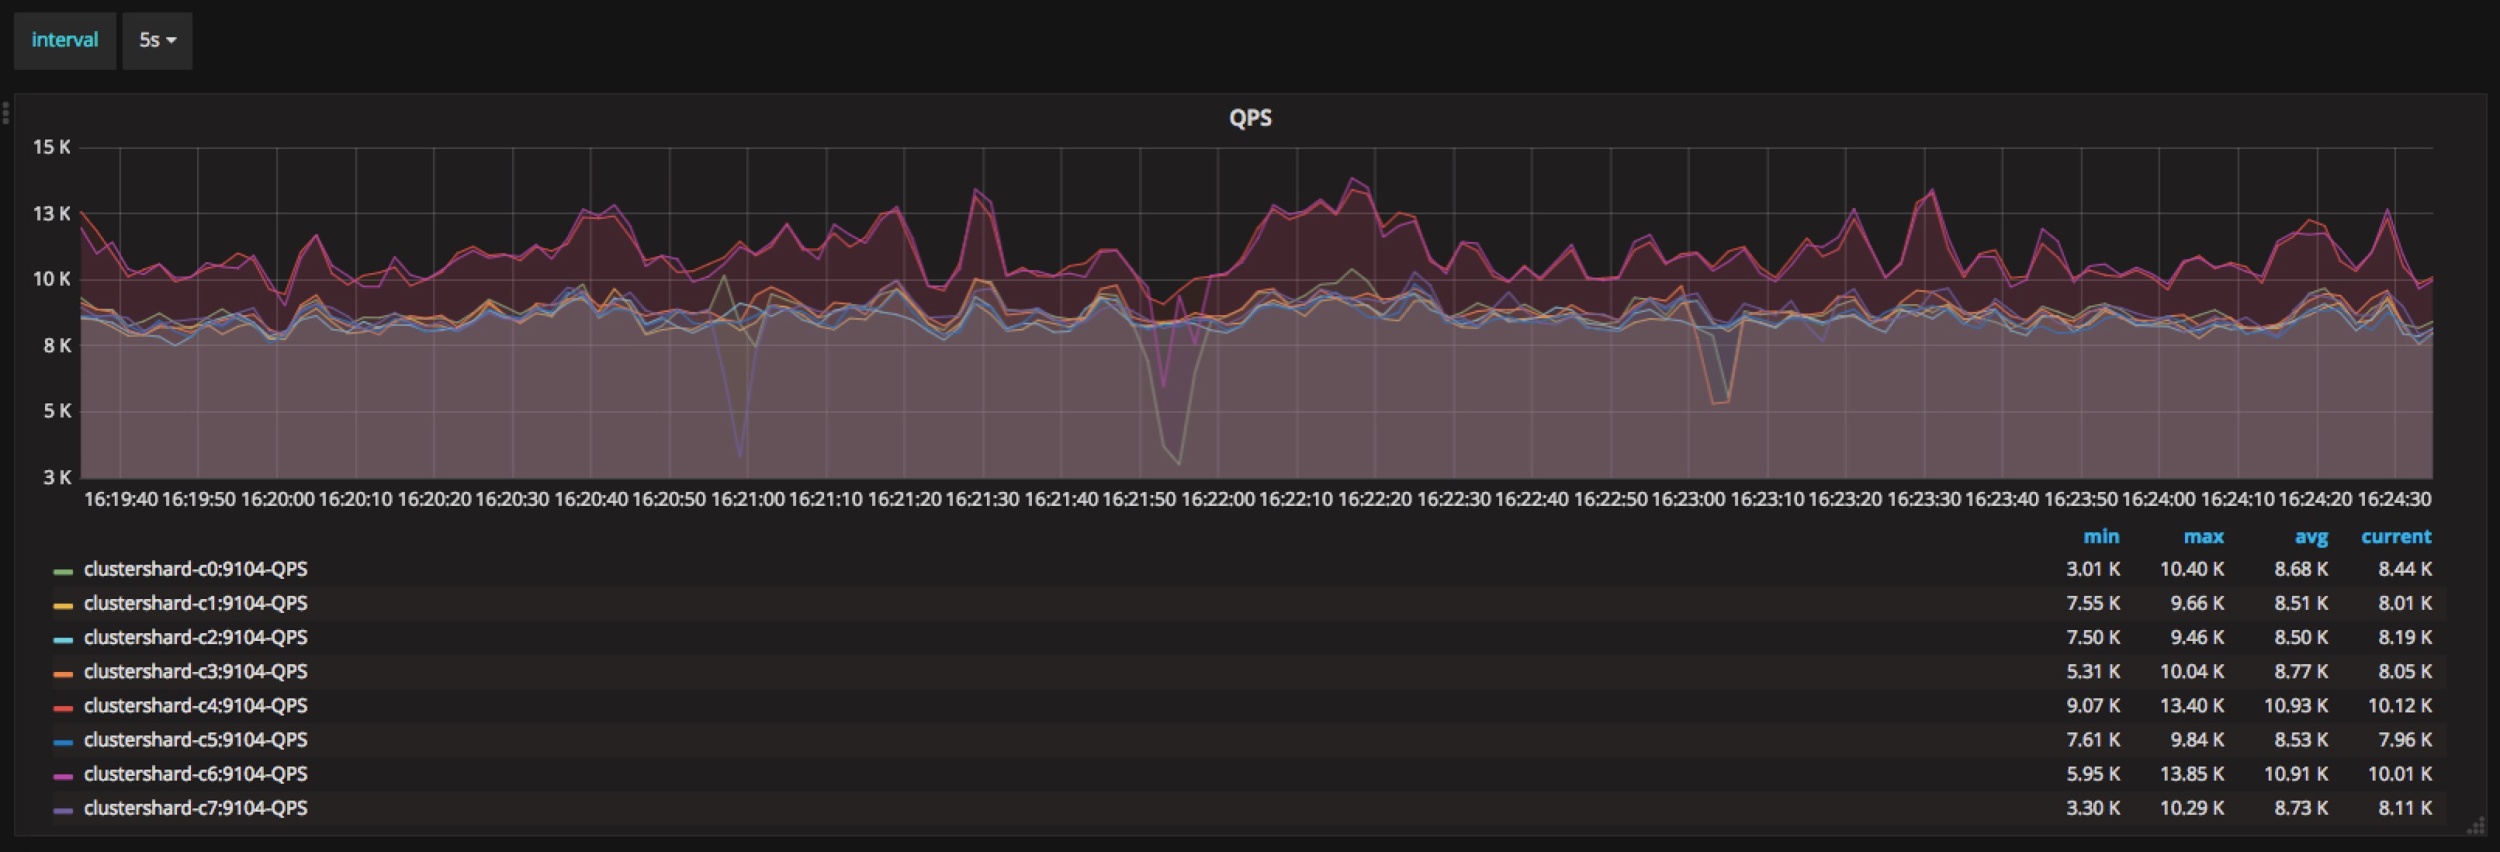 interval 5s
QPS
15 K
13 K
10 K
8 K
5 K
3 K
16:19:40 16:19:50 16:20:00 16:20:10 16:20:20 16:20:30 16:20:40 16:20:50 16:21:00 16:21:10 16:21:20 16:21:30 16:21:40 16:21:50 16:22:00 16:22:10 16:22:20 16:22:30 16:22:40 16:22:50 16:23:00 16:23:10 16:23:20 16:23:30 16:23:40 16:23:50 16:24:00 16:24:10 16:24:20 16:24:30
min max avg current
clustershard-c0:9104-QPS 3.01 K 10.40 K 8.68 K 8.44 K
clustershard-c1:9104-QPS 7.55 K 9.66 K 8.51 K 8.01 K
clustershard-c2:9104-QPS 7.50 K 9.46 K 8.50 K 8.19 K
clustershard-c3:9104-QPS 5.31 K 10.04 K 8.77 K 8.05 K
clustershard-c4:9104-QPS 9.07 K 13.40 K 10.93 K 10.12 K
clustershard-c5:9104-QPS 7.61 K 9.84 K 8.53 K 7.96 K
clustershard-c6:9104-QPS 5.95 K 13.85 K 10.91 K 10.01 K
clustershard-c7:9104-QPS 3.30 K 10.29 K 8.73 K 8.11 K